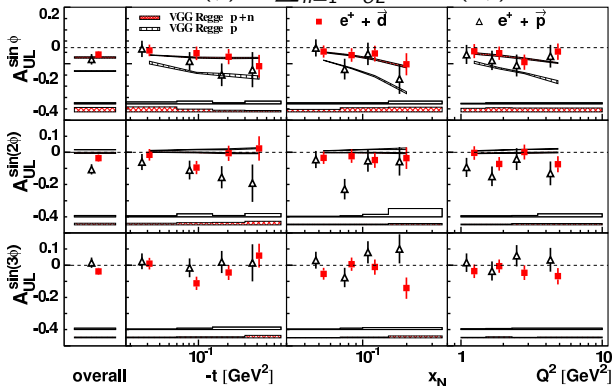 VGG Regge p+n
VGG Regge p
e⁺ + d⃗
e⁺ + p⃗
A_UL^sin ϕ
0
-0.2
-0.4
A_UL^sin(2ϕ)
0.1
0
-0.2
-0.4
A_UL^sin(3ϕ)
0.1
0
-0.2
-0.4
10⁻¹ 10⁻¹ 1 10
overall -t [GeV²] x_N Q² [GeV²]